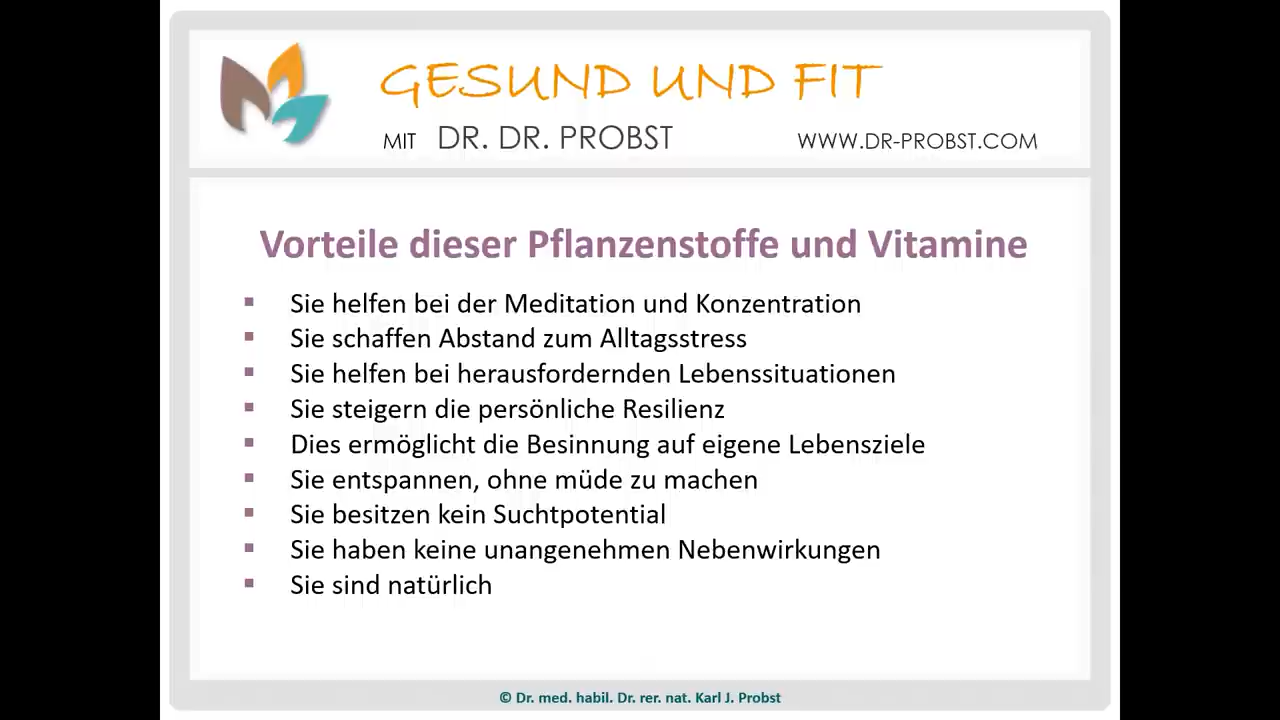 GESUND UND FIT
MIT DR. DR. PROBST WWW.DR-PROBST.COM
Vorteile dieser Pflanzenstoffe und Vitamine
▪ Sie helfen bei der Meditation und Konzentration
▪ Sie schaffen Abstand zum Alltagsstress
▪ Sie helfen bei herausfordernden Lebenssituationen
▪ Sie steigern die persönliche Resilienz
▪ Dies ermöglicht die Besinnung auf eigene Lebensziele
▪ Sie entspannen, ohne müde zu machen
▪ Sie besitzen kein Suchtpotential
▪ Sie haben keine unangenehmen Nebenwirkungen
▪ Sie sind natürlich
© Dr. med. habil. Dr. rer. nat. Karl J. Probst